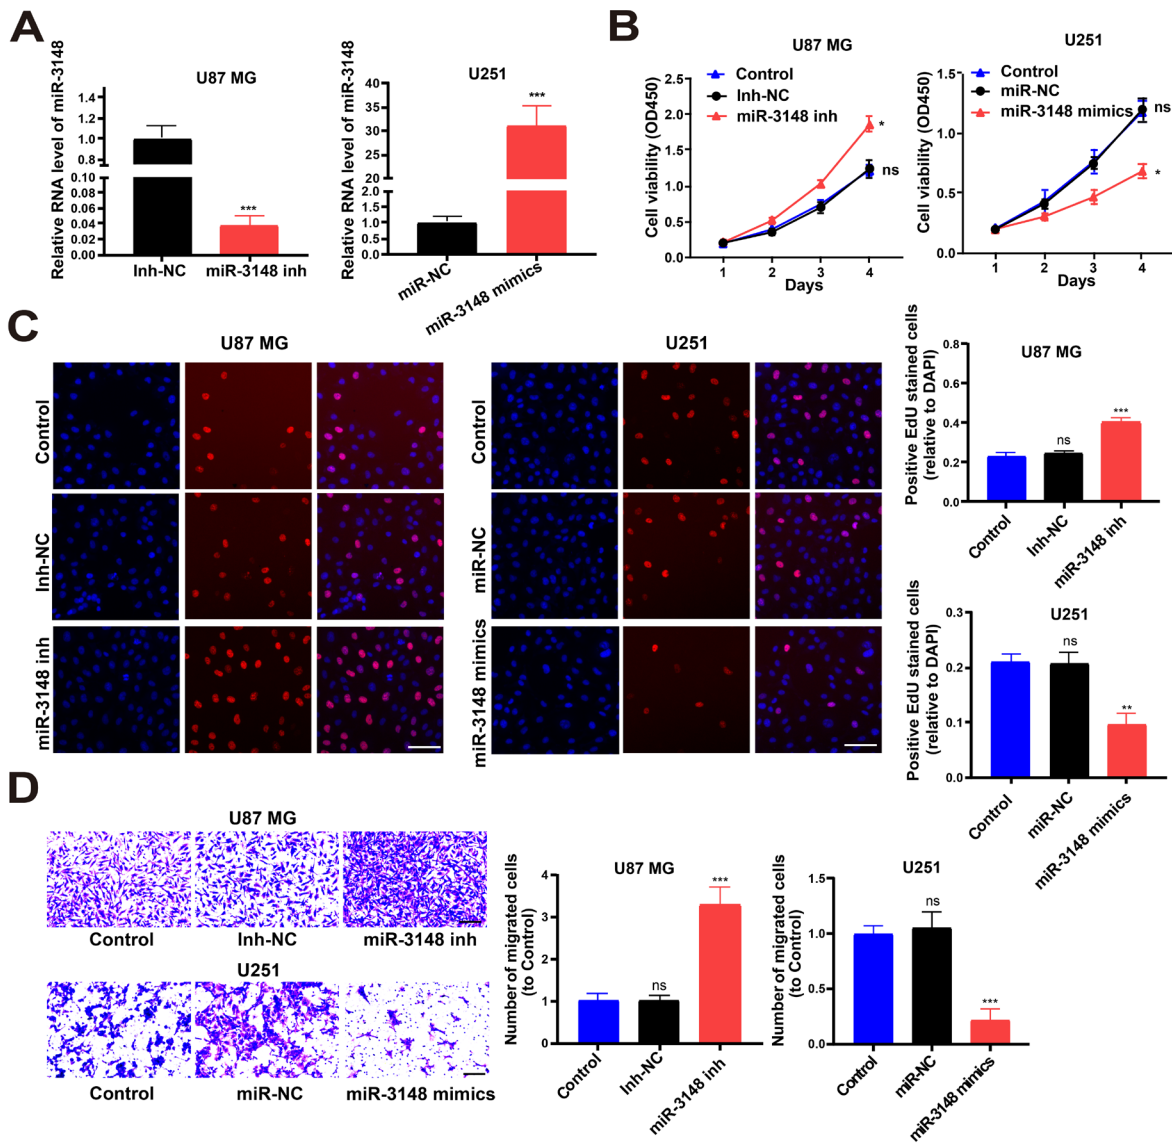 A
U87 MG
Relative RNA level of miR-3148
1.4
1.2
1.0
0.8
0.10
0.08
0.06
0.04
0.02
0.00
***
Inh-NC
miR-3148 inh
U251
Relative RNA level of miR-3148
40
35
30
25
20
2.0
1.5
1.0
0.5
0.0
***
miR-NC
miR-3148 mimics
B
U87 MG
Control
Inh-NC
miR-3148 inh
Cell viability (OD450)
2.5
2.0
1.5
1.0
0.5
0.0
*
ns
1 2 3 4
Days
U251
Control
miR-NC
miR-3148 mimics
Cell viability (OD450)
1.5
1.0
0.5
0.0
ns
*
1 2 3 4
Days
C
U87 MG
Control
Inh-NC
miR-3148 inh
U251
Control
miR-NC
miR-3148 mimics
U87 MG
Positive EdU stained cells
(relative to DAPI)
0.8
0.6
0.4
0.2
0.0
ns
***
Control
Inh-NC
miR-3148 inh
U251
Positive EdU stained cells
(relative to DAPI)
0.3
0.2
0.1
0.0
ns
**
Control
miR-NC
miR-3148 mimics
D
U87 MG
Control
Inh-NC
miR-3148 inh
U251
Control
miR-NC
miR-3148 mimics
U87 MG
Number of migrated cells
(to Control)
4
3
2
1
0
ns
***
Control
Inh-NC
miR-3148 inh
U251
Number of migrated cells
(to Control)
1.5
1.0
0.5
0.0
ns
***
Control
miR-NC
miR-3148 mimics